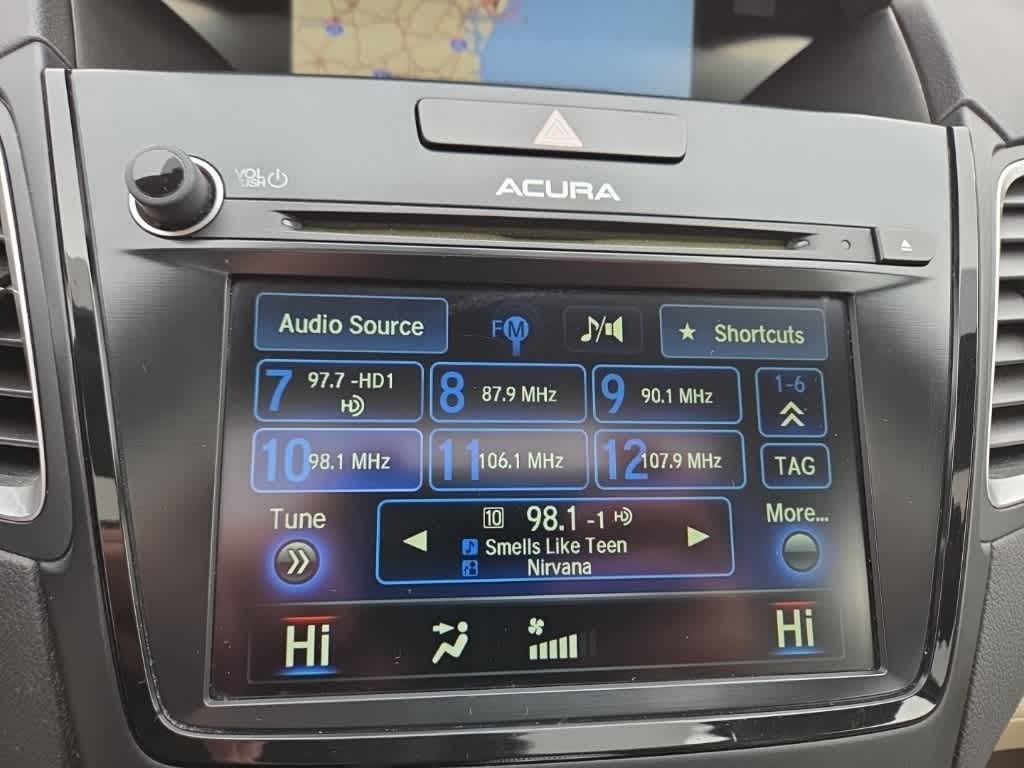 VOL
ACURA
Audio Source
FM
Shortcuts
7 97.7 -HD1
HD
8 87.9 MHz
9 90.1 MHz
1-6
10 98.1 MHz
11 106.1 MHz
12 107.9 MHz
TAG
Tune
10 98.1 -1 HD
More...
Smells Like Teen
Nirvana
Hi
Hi